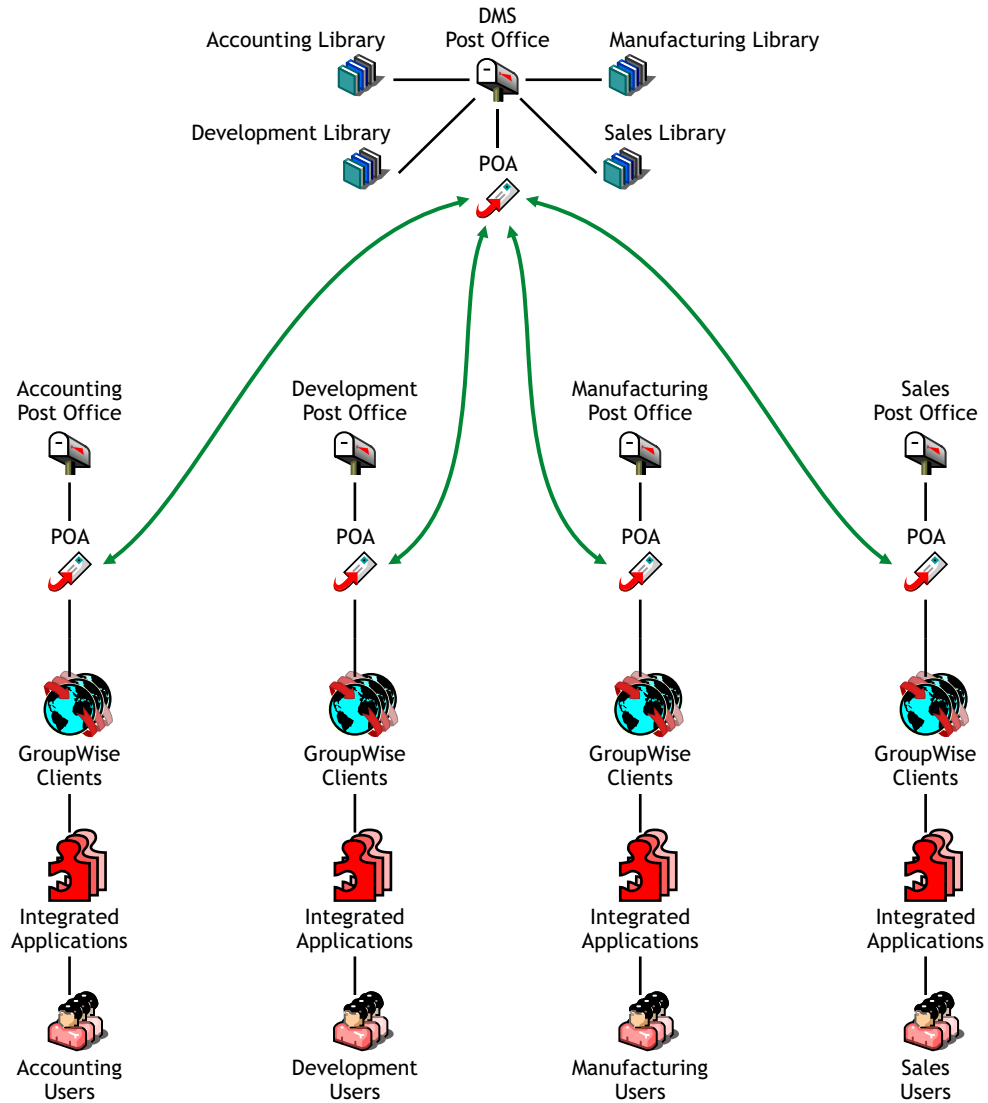 DMS
Post Office
Accounting Library
Manufacturing Library
Development Library
Sales Library
POA
Accounting
Post Office
Development
Post Office
Manufacturing
Post Office
Sales
Post Office
POA
POA
POA
POA
GroupWise
Clients
GroupWise
Clients
GroupWise
Clients
GroupWise
Clients
Integrated
Applications
Integrated
Applications
Integrated
Applications
Integrated
Applications
Accounting
Users
Development
Users
Manufacturing
Users
Sales
Users